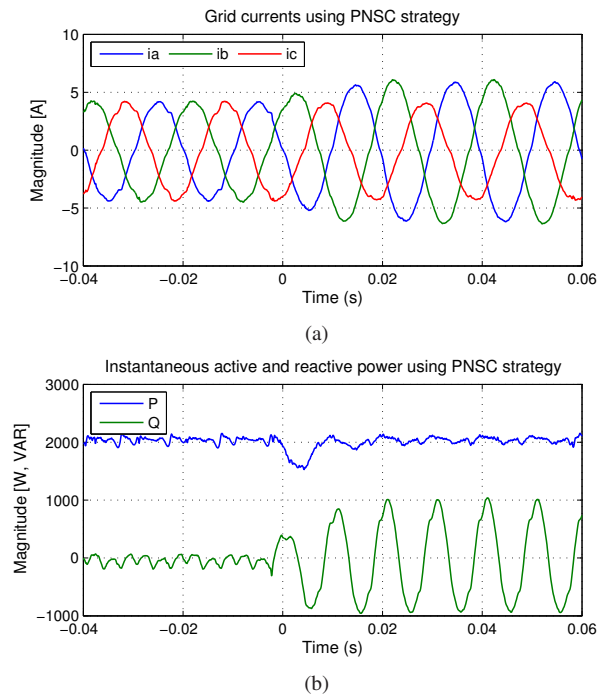 Grid currents using PNSC strategy
ia ib ic
10
5
0
−5
−10
Magnitude [A]
−0.04 −0.02 0 0.02 0.04 0.06
Time (s)
(a)
Instantaneous active and reactive power using PNSC strategy
P
Q
3000
2000
1000
0
−1000
Magnitude [W, VAR]
−0.04 −0.02 0 0.02 0.04 0.06
Time (s)
(b)